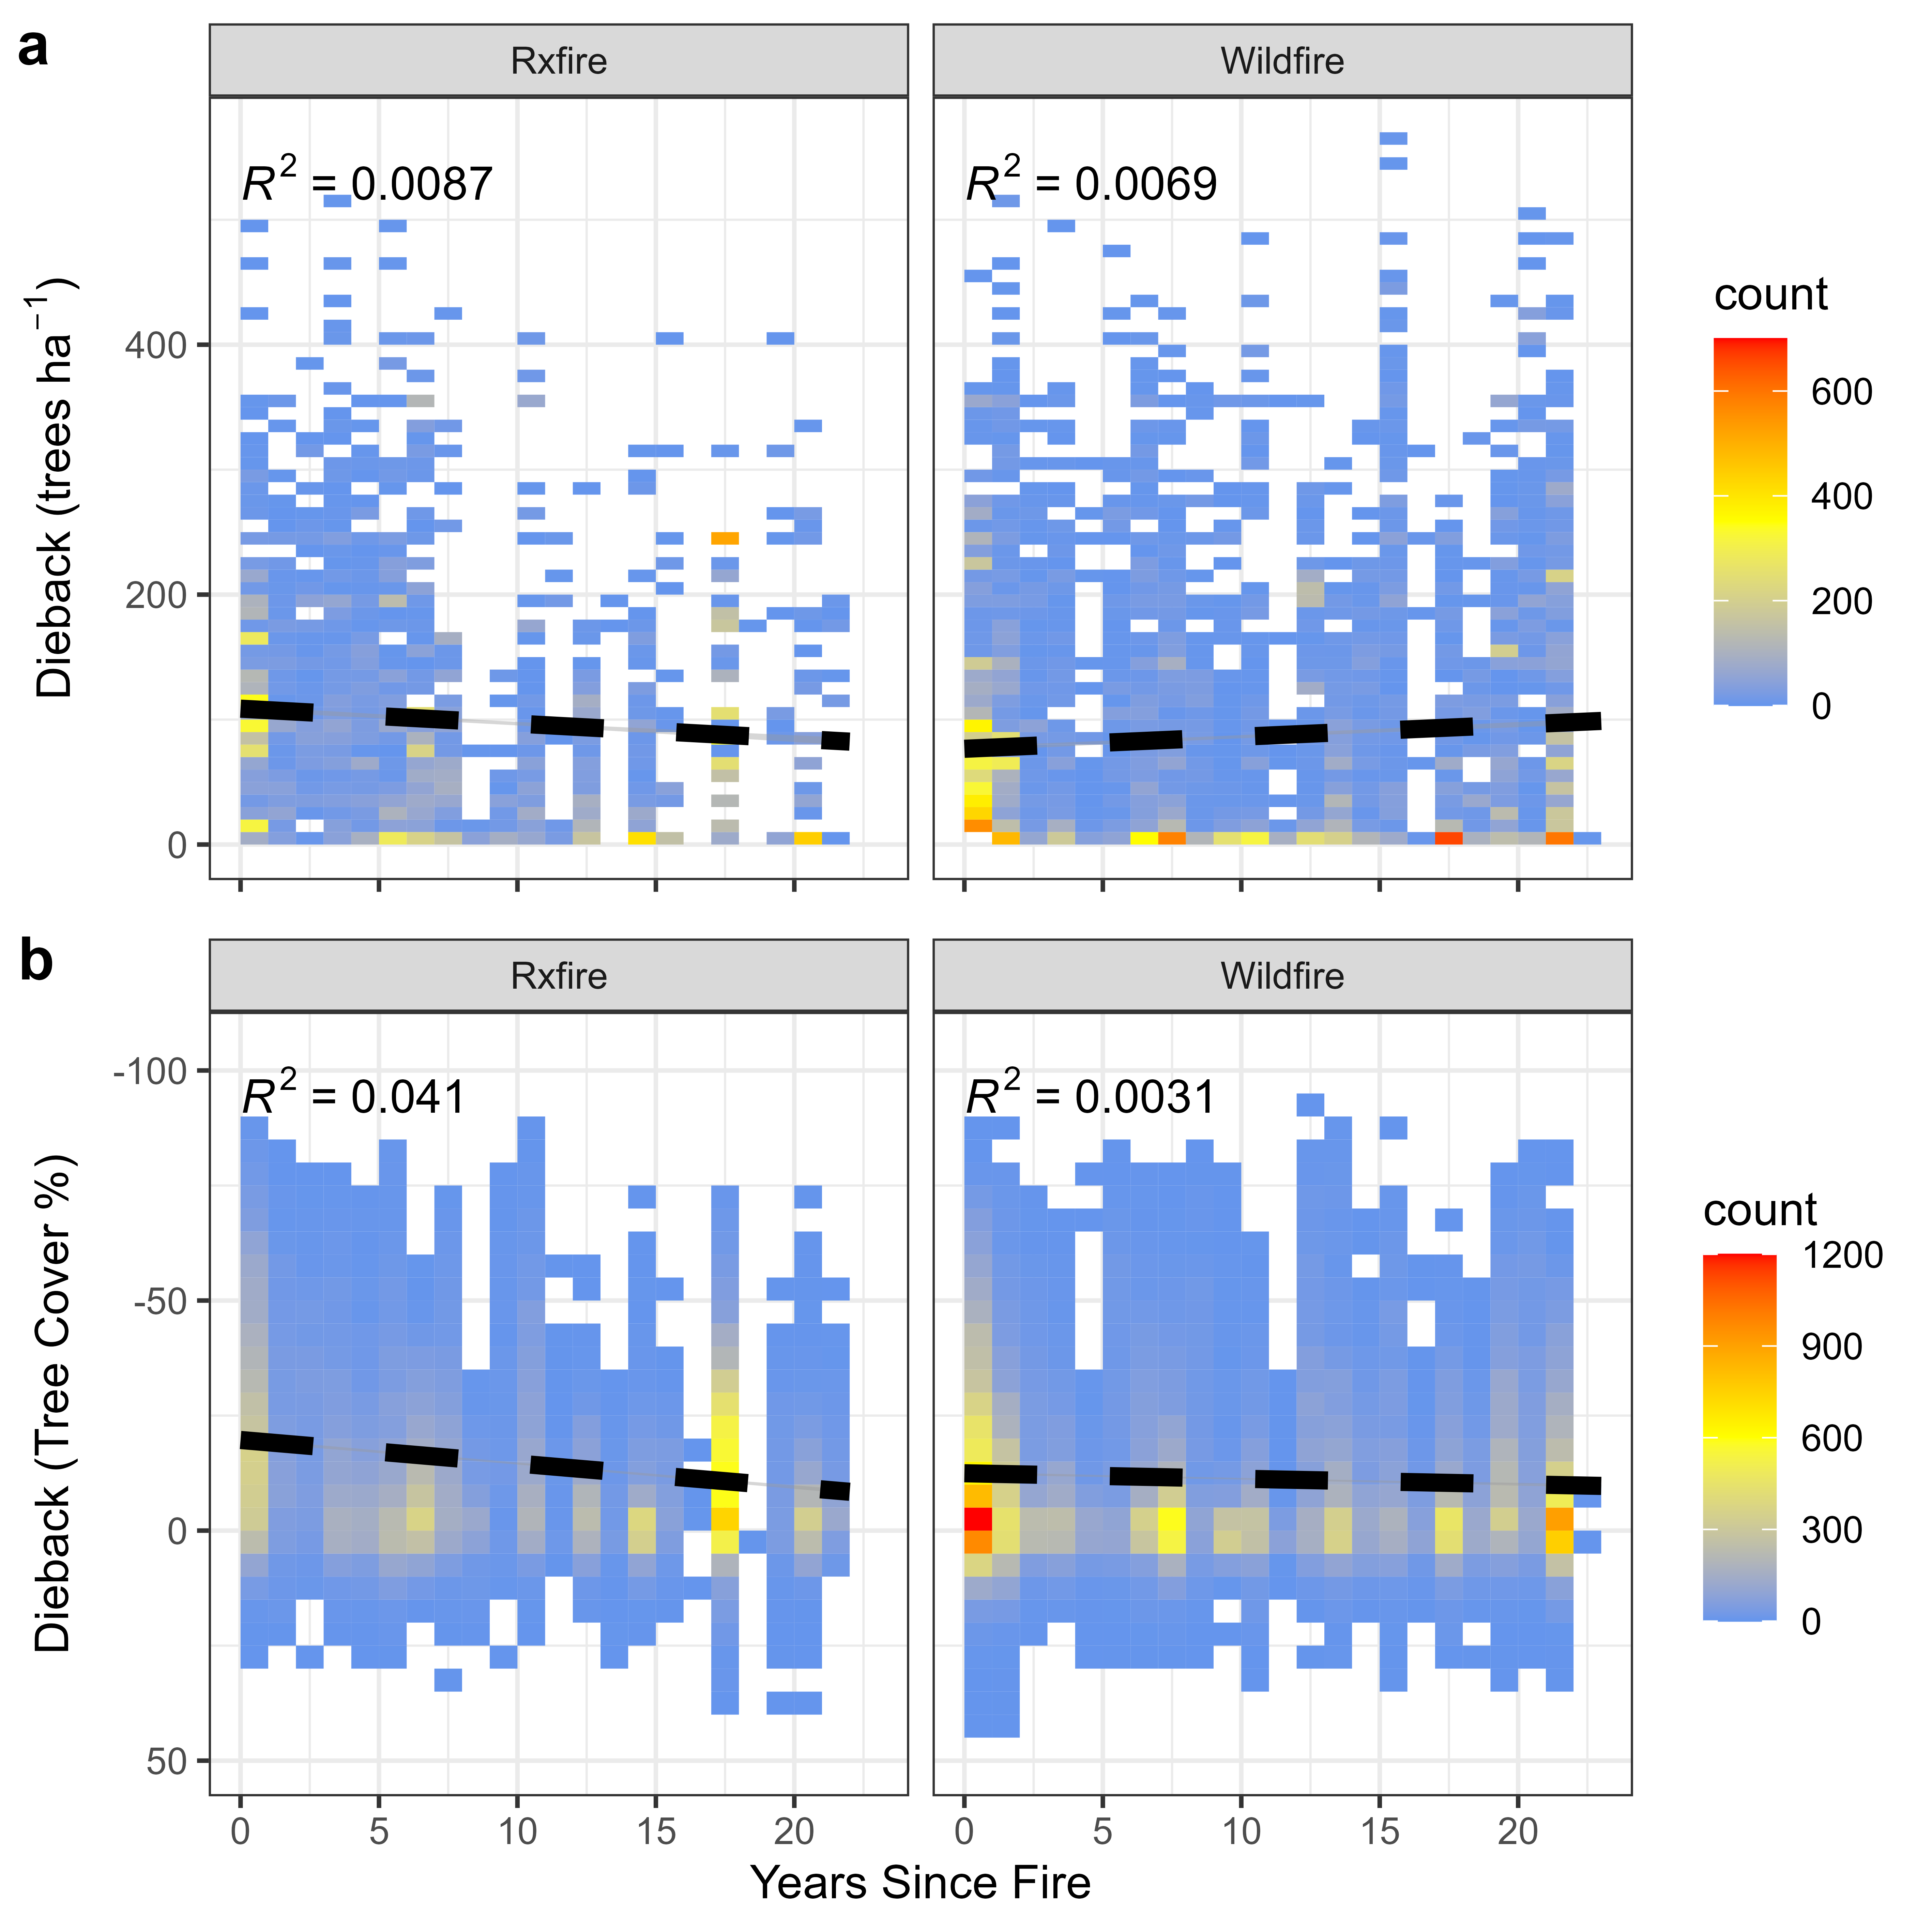 a
Rxfire
Wildfire
R² = 0.0087
R² = 0.0069
Dieback (trees ha⁻¹)
400
200
0
count
600
400
200
0
b
Rxfire
Wildfire
R² = 0.041
R² = 0.0031
Dieback (Tree Cover %)
-100
-50
0
50
count
1200
900
600
300
0
0 5 10 15 20
0 5 10 15 20
Years Since Fire